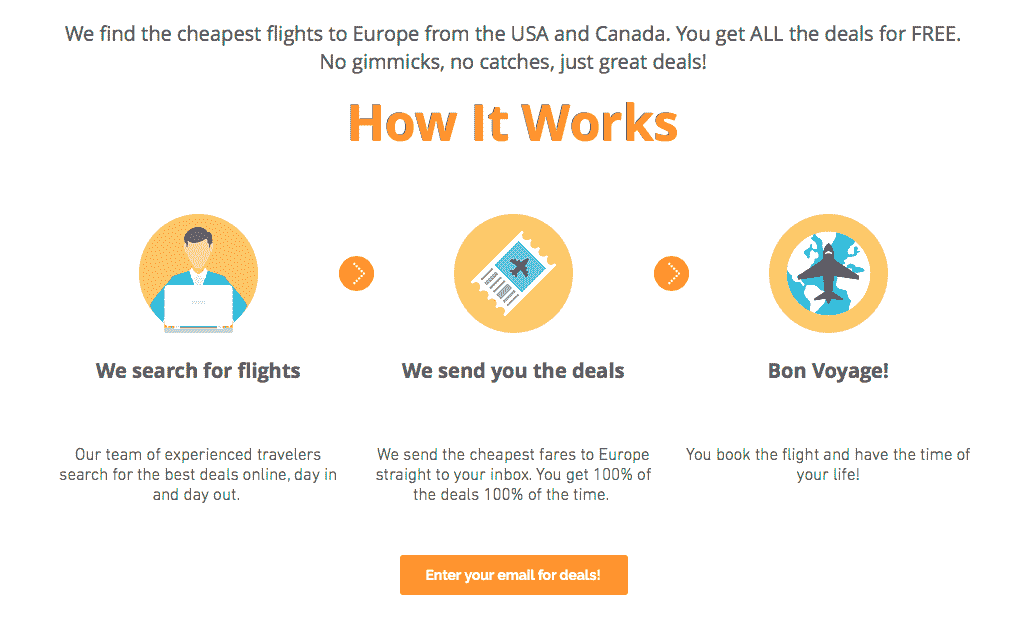 We find the cheapest flights to Europe from the USA and Canada. You get ALL the deals for FREE.
No gimmicks, no catches, just great deals!
How It Works
We search for flights
We send you the deals
Bon Voyage!
Our team of experienced travelers
search for the best deals online, day in
and day out.
We send the cheapest fares to Europe
straight to your inbox. You get 100% of
the deals 100% of the time.
You book the flight and have the time of
your life!
Enter your email for deals!